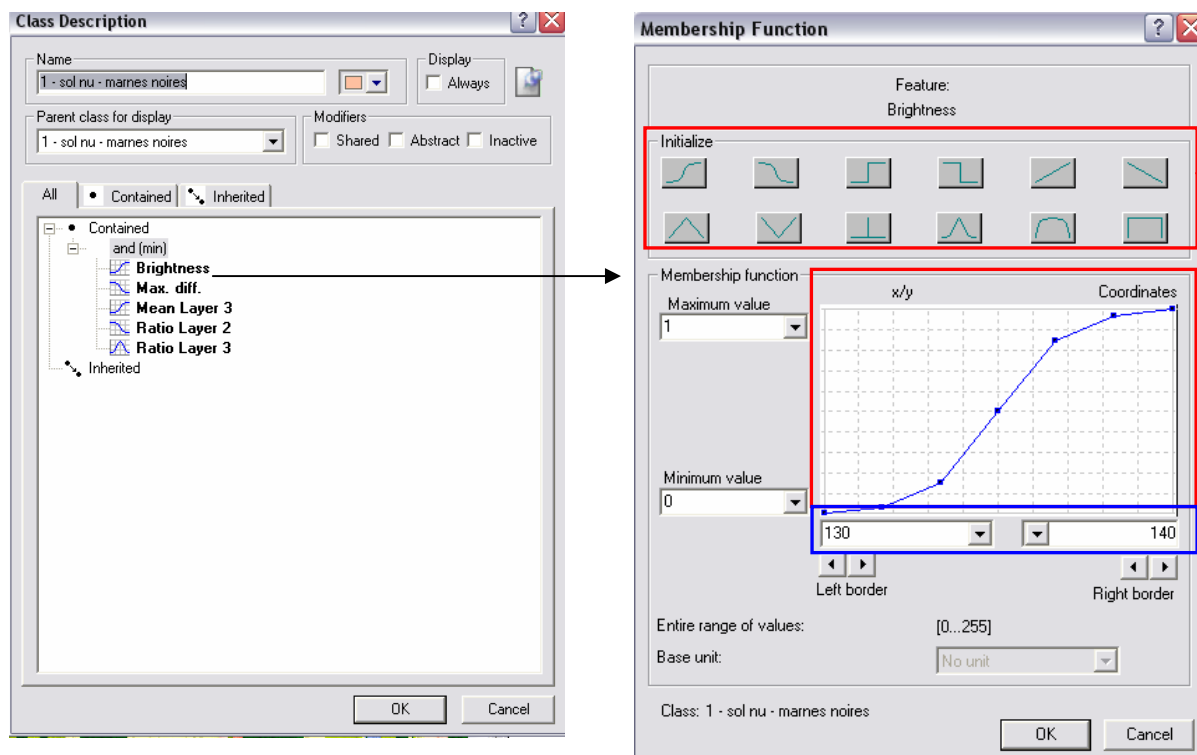 Class Description
Name
1 - sol nu - marnes noires
Display
Always
Parent class for display
1 - sol nu - marnes noires
Modifiers
Shared Abstract Inactive
All Contained Inherited
Contained
and (min)
Brightness
Max. diff.
Mean Layer 3
Ratio Layer 2
Ratio Layer 3
Inherited
OK Cancel
Membership Function
Feature:
Brightness
Initialize
Membership function
Maximum value
1
x/y Coordinates
Minimum value
0
130 140
Left border Right border
Entire range of values: [0...255]
Base unit: No unit
Class: 1 - sol nu - marnes noires
OK Cancel